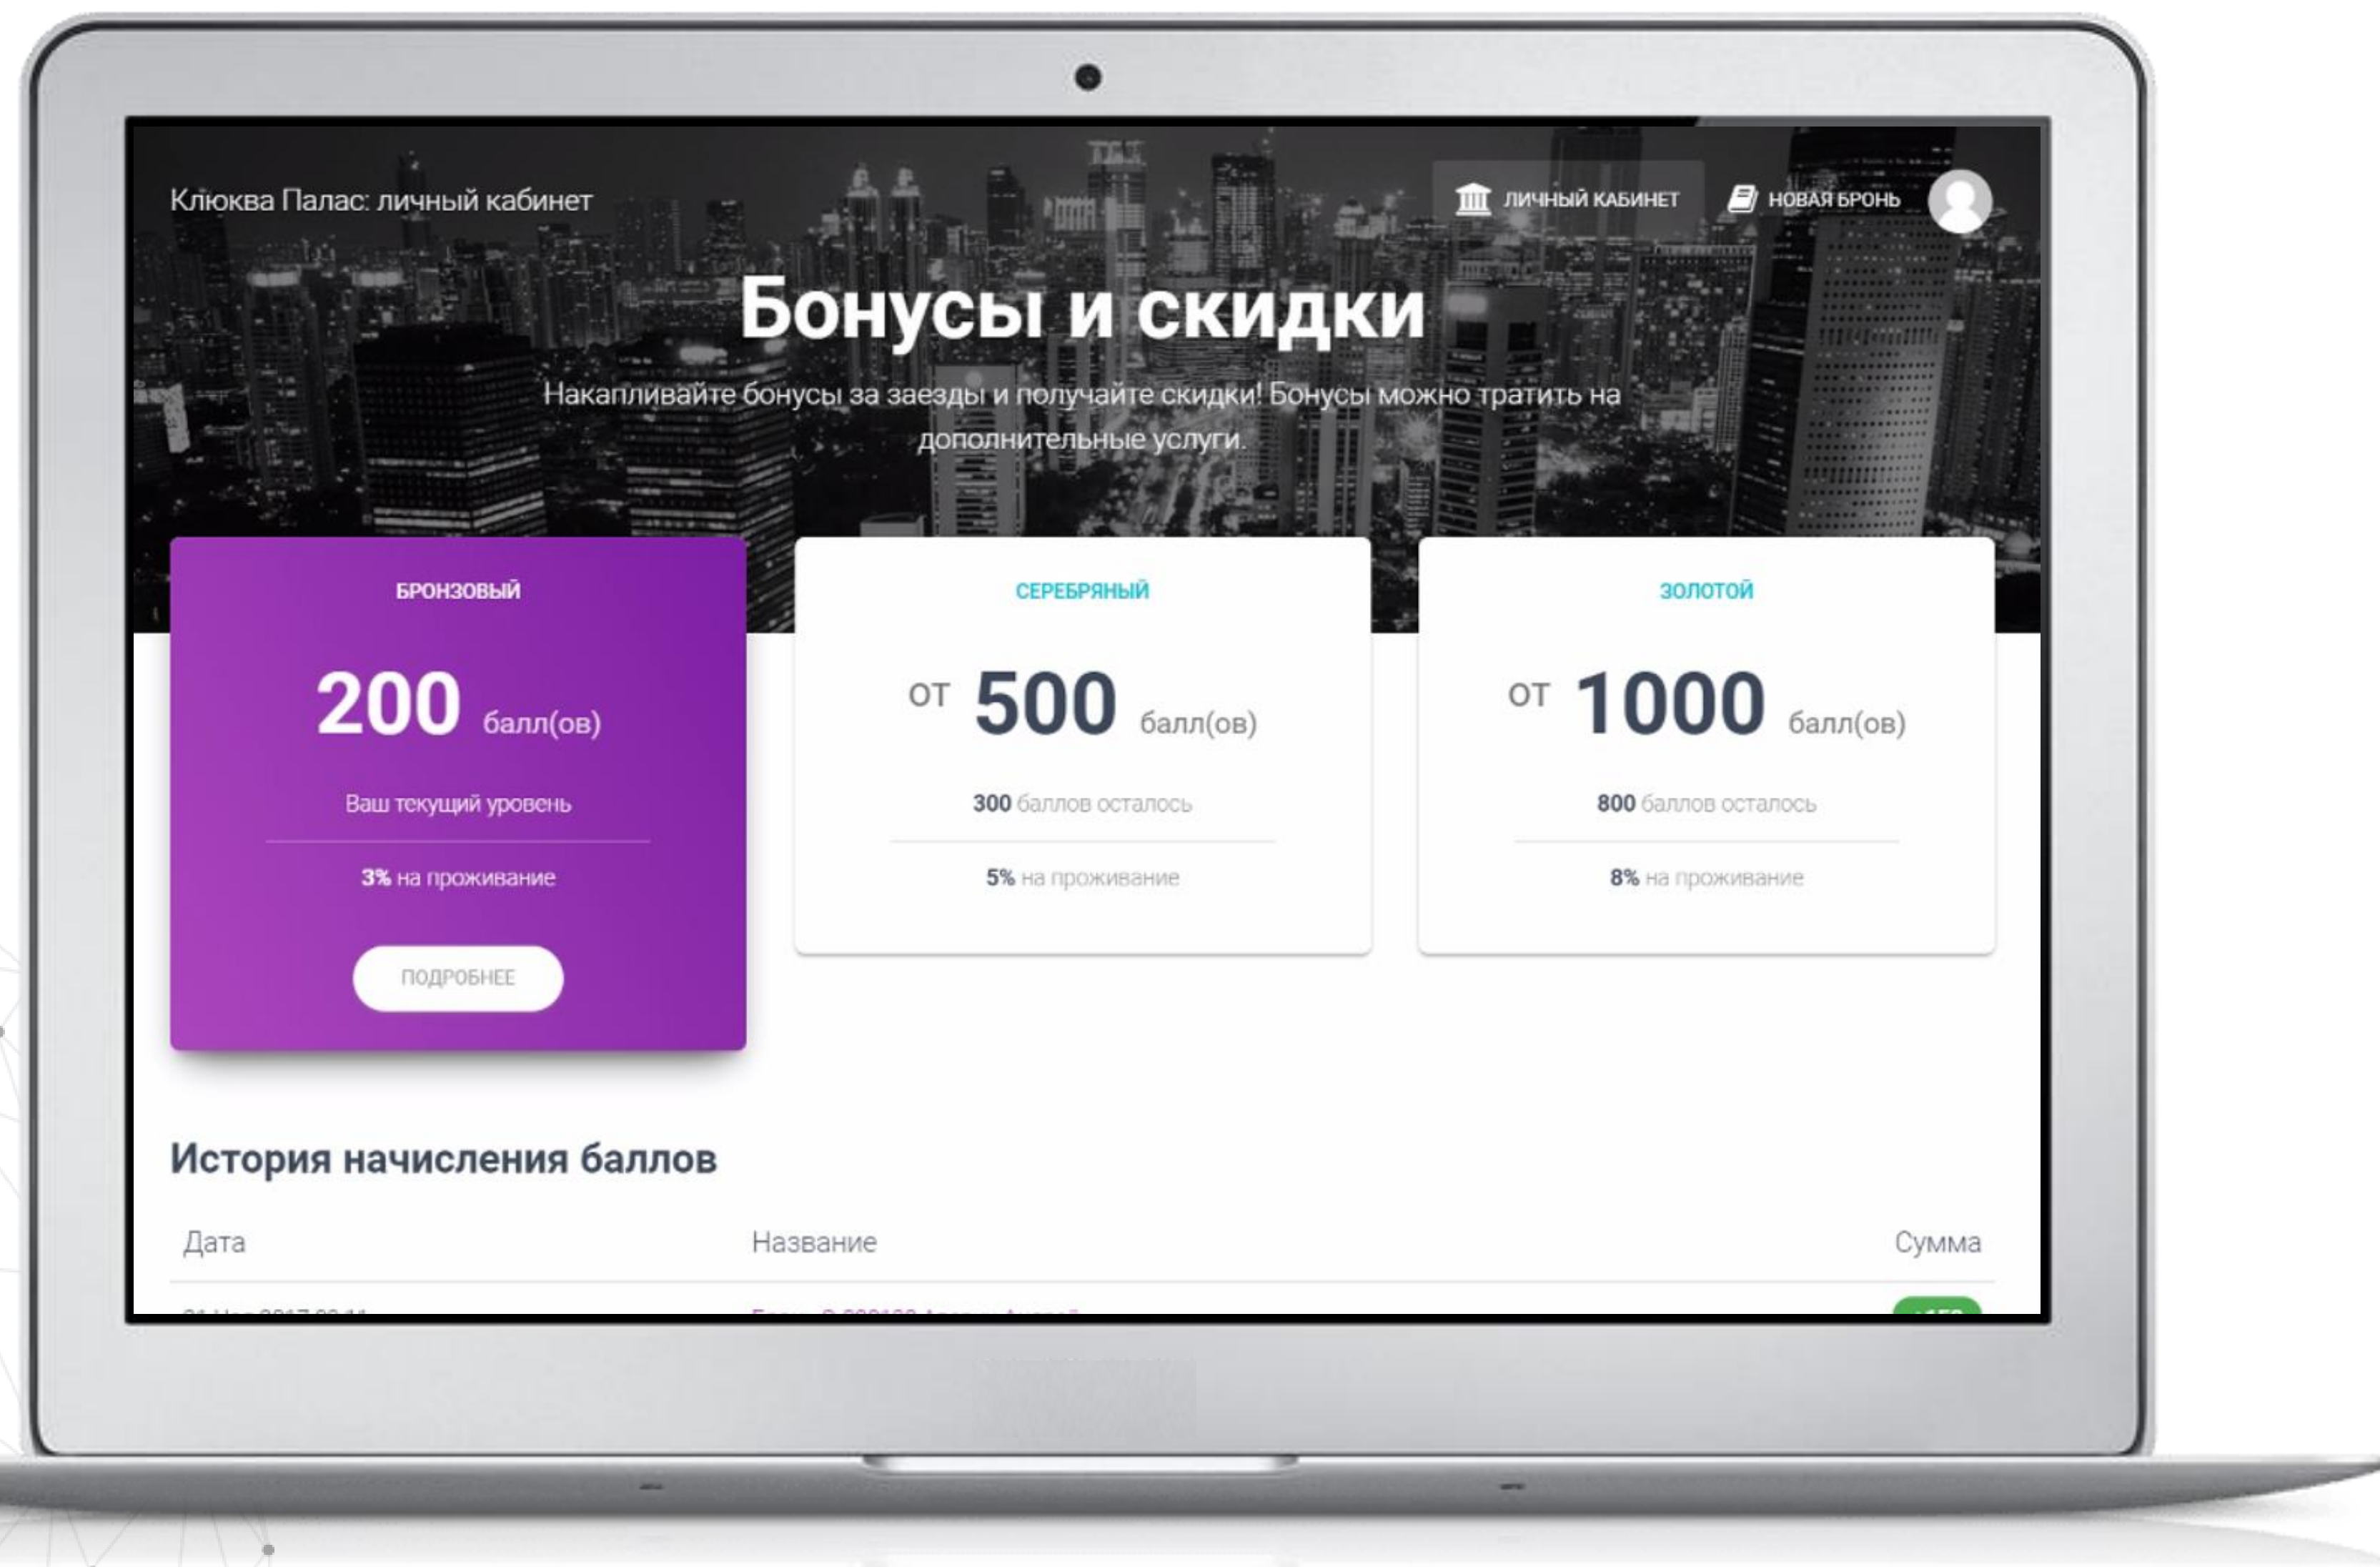 Клюква Палас: личный кабинет
ЛИЧНЫЙ КАБИНЕТ
НОВАЯ БРОНЬ
Бонусы и скидки
Накапливайте бонусы за заезды и получайте скидки! Бонусы можно тратить на
дополнительные услуги.
БРОНЗОВЫЙ
200 балл(ов)
Ваш текущий уровень
3% на проживание
ПОДРОБНЕЕ
СЕРЕБРЯНЫЙ
от 500 балл(ов)
300 баллов осталось
5% на проживание
ЗОЛОТОЙ
от 1000 балл(ов)
800 баллов осталось
8% на проживание
История начисления баллов
Дата Название Сумма